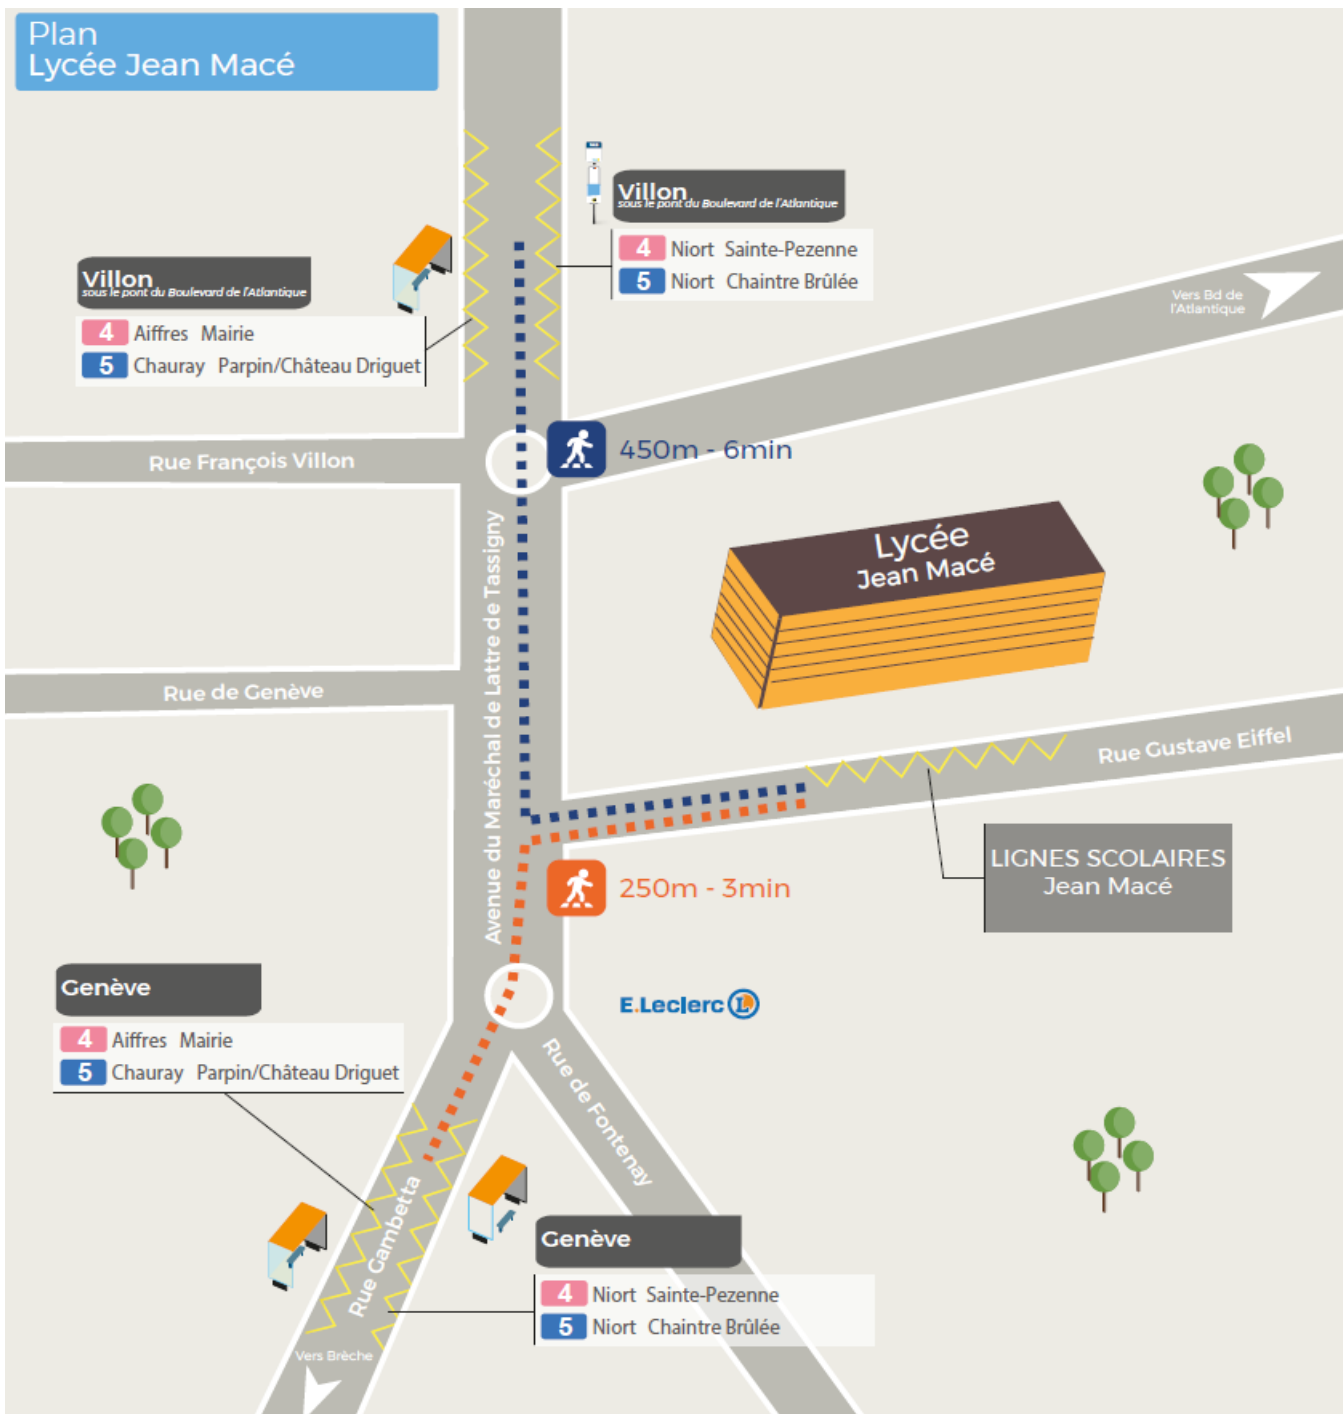 Plan
Lycée Jean Macé
Villon
sous le pont du Boulevard de l'Atlantique
4 Niort Sainte-Pezenne
5 Niort Chaintre Brûlée
Villon
sous le pont du Boulevard de l'Atlantique
4 Aiffres Mairie
5 Chauray Parpin/Château Driguet
Vers Bd de
l'Atlantique
450m - 6min
Rue François Villon
Lycée
Jean Macé
Avenue du Maréchal de Lattre de Tassigny
Rue de Genève
Rue Gustave Eiffel
LIGNES SCOLAIRES
Jean Macé
250m - 3min
Genève
4 Aiffres Mairie
5 Chauray Parpin/Château Driguet
E.Leclerc L
Rue de Fontenay
Rue Gambetta
Genève
4 Niort Sainte-Pezenne
5 Niort Chaintre Brûlée
Vers Brèche